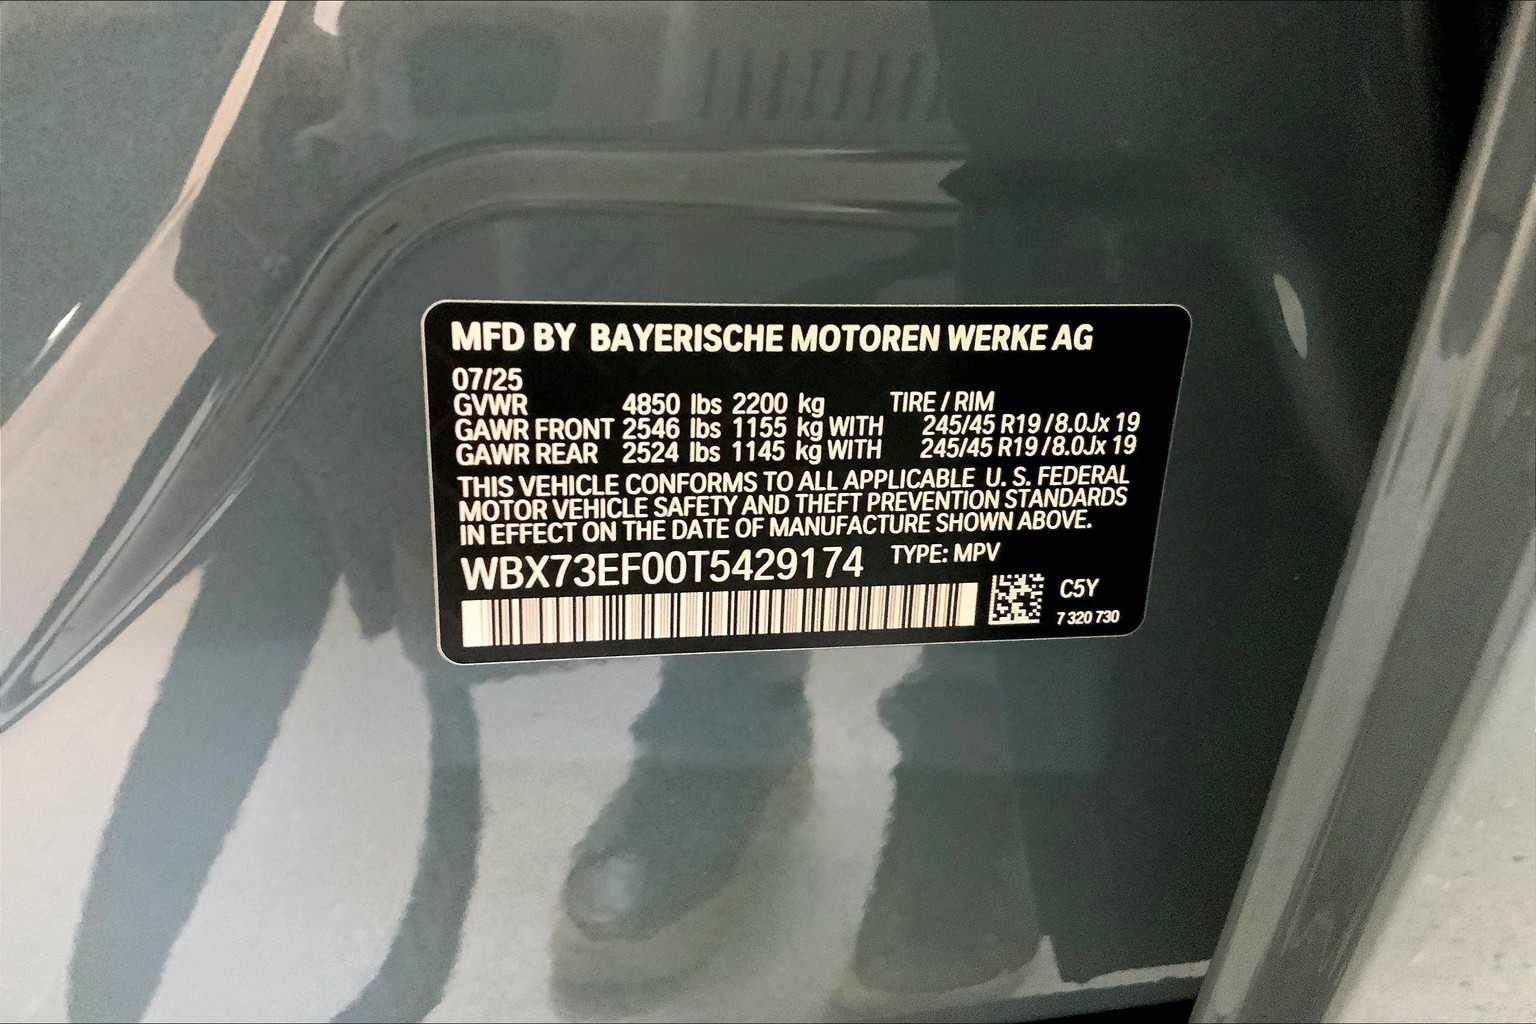 MFD BY BAYERISCHE MOTOREN WERKE AG
07/25
GVWR 4850 lbs 2200 kg TIRE / RIM
GAWR FRONT 2546 lbs 1155 kg WITH 245/45 R19 /8.0Jx 19
GAWR REAR 2524 lbs 1145 kg WITH 245/45 R19 /8.0Jx 19
THIS VEHICLE CONFORMS TO ALL APPLICABLE U. S. FEDERAL
MOTOR VEHICLE SAFETY AND THEFT PREVENTION STANDARDS
IN EFFECT ON THE DATE OF MANUFACTURE SHOWN ABOVE.
WBX73EF00T5429174 TYPE: MPV
C5Y
7 320 730